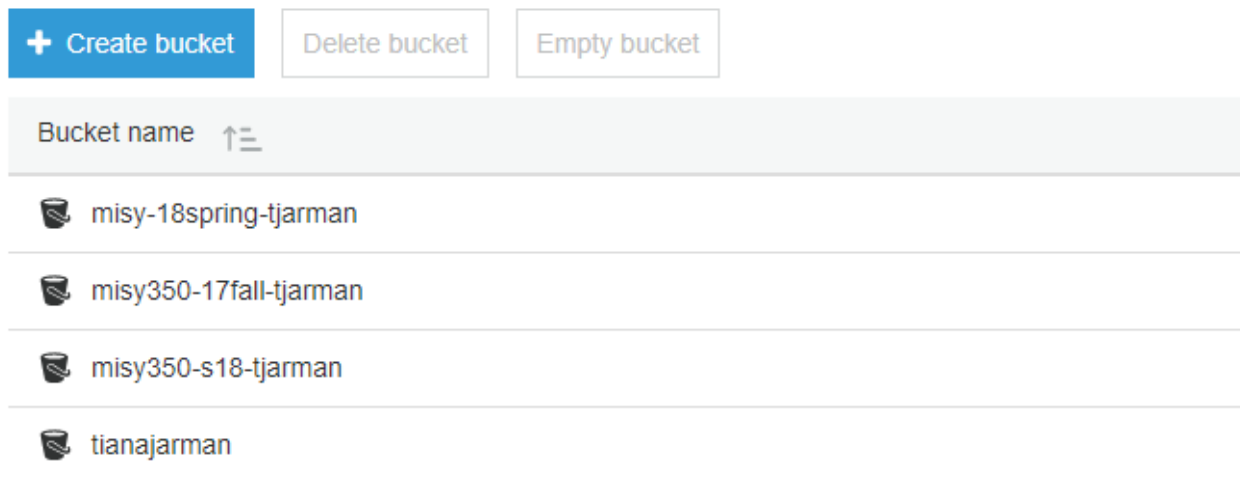 + Create bucket Delete bucket Empty bucket
Bucket name
misy-18spring-tjarman
misy350-17fall-tjarman
misy350-s18-tjarman
tianajarman